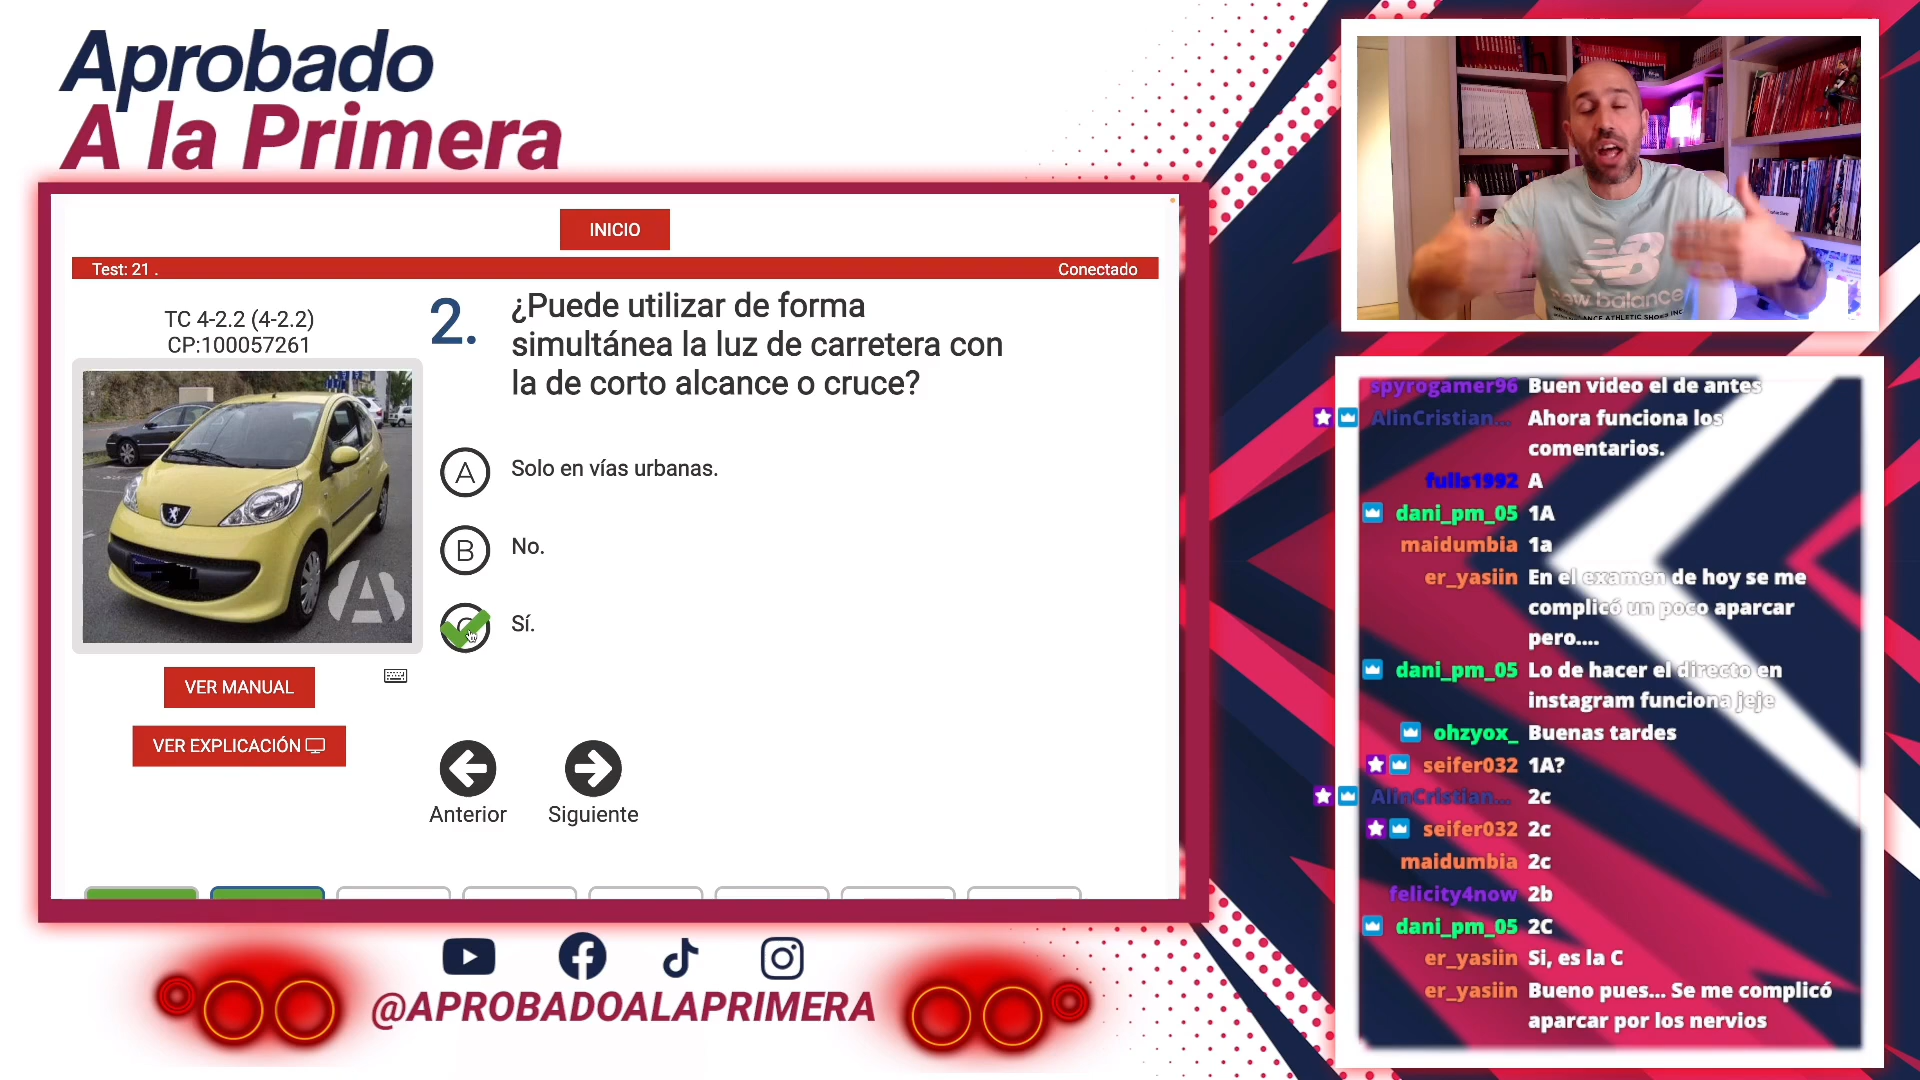 Aprobado
A la Primera
INICIO
Test: 21 .
Conectado
TC 4-2.2 (4-2.2)
CP:100057261
2.
¿Puede utilizar de forma
simultánea la luz de carretera con
la de corto alcance o cruce?
A
Solo en vías urbanas.
B
No.
Sí.
VER MANUAL
VER EXPLICACIÓN
Anterior
Siguiente
@APROBADOALAPRIMERA
new balance
spyrogamer96 Buen video el de antes
AlinCristian... Ahora funciona los
comentarios.
fulls1992 A
dani_pm_05 1A
maidumbia 1a
er_yasiin En el examen de hoy se me
complicó un poco aparcar
pero....
dani_pm_05 Lo de hacer el directo en
instagram funciona jeje
ohzyox_ Buenas tardes
seifer032 1A?
AlinCristian... 2c
seifer032 2c
maidumbia 2c
felicity4now 2b
dani_pm_05 2C
er_yasiin Si, es la C
er_yasiin Bueno pues... Se me complicó
aparcar por los nervios